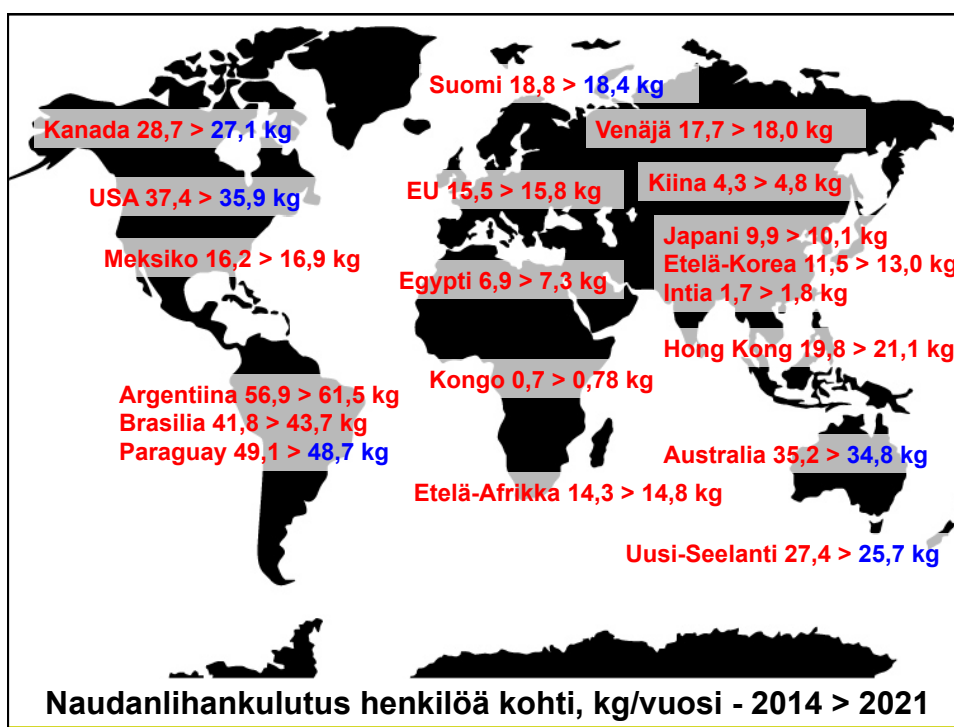 Suomi 18,8 > 18,4 kg
Kanada 28,7 > 27,1 kg
Venäjä 17,7 > 18,0 kg
USA 37,4 > 35,9 kg
EU 15,5 > 15,8 kg
Kiina 4,3 > 4,8 kg
Japani 9,9 > 10,1 kg
Meksiko 16,2 > 16,9 kg
Etelä-Korea 11,5 > 13,0 kg
Egypti 6,9 > 7,3 kg
Intia 1,7 > 1,8 kg
Hong Kong 19,8 > 21,1 kg
Kongo 0,7 > 0,78 kg
Argentiina 56,9 > 61,5 kg
Brasilia 41,8 > 43,7 kg
Paraguay 49,1 > 48,7 kg
Australia 35,2 > 34,8 kg
Etelä-Afrikka 14,3 > 14,8 kg
Uusi-Seelanti 27,4 > 25,7 kg
Naudanlihankulutus henkilöä kohti, kg/vuosi - 2014 > 2021